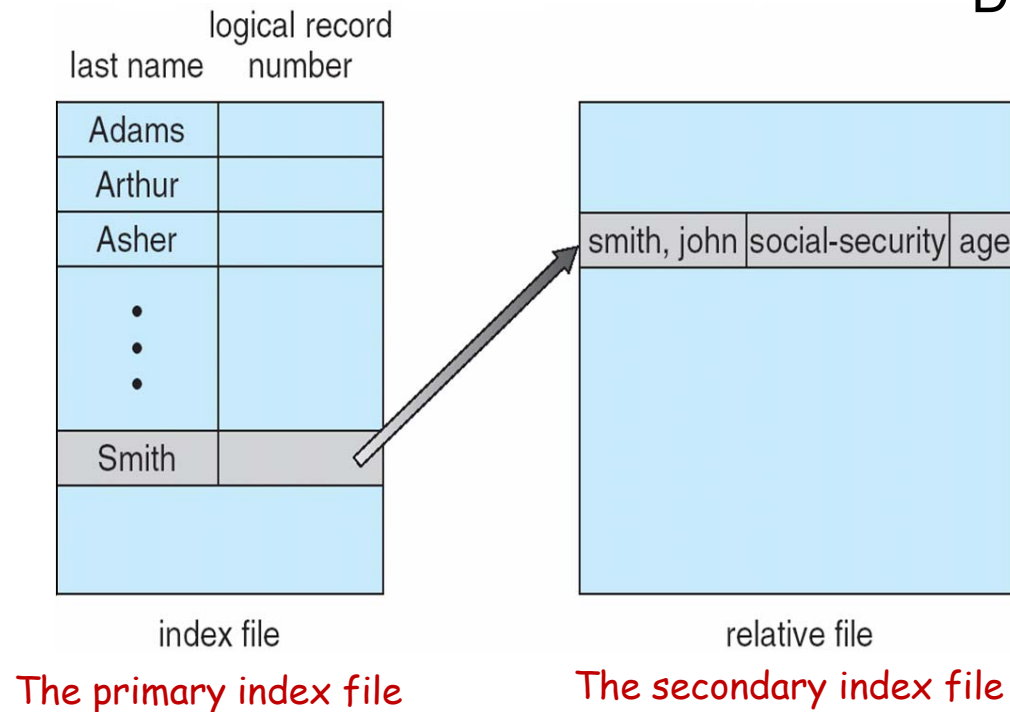 logical record
last name number
Adams
Arthur
Asher
smith, john social-security age
Smith
index file relative file
The primary index file The secondary index file